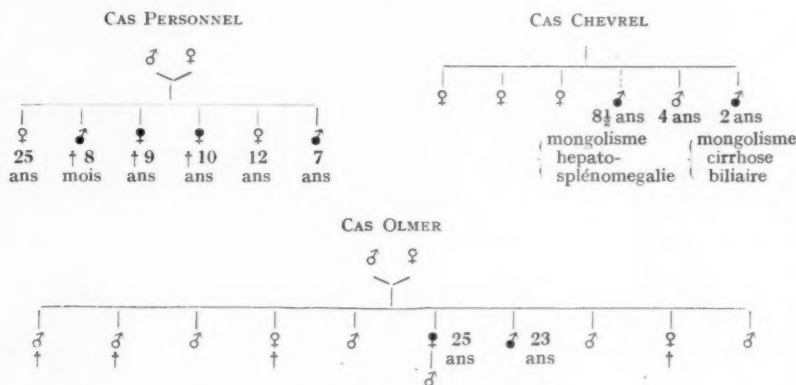 CAS PERSONNEL
♂ ♀
♀ ♂ ♀ ♀ ♀ ♂
25 † 8 † 9 † 10 12 7
ans mois ans ans ans ans
CAS CHEVREL
♀ ♀ ♀ ♂ ♂ ♂
8½ ans 4 ans 2 ans
mongolisme mongolisme
hepato- cirrhose
splénomegalie biliaire
CAS OLMER
♂ ♀
♂ ♂ ♂ ♀ ♂ ♀ 25 ♂ 23 ♂ ♀ ♂
† † † ans ans †
♂